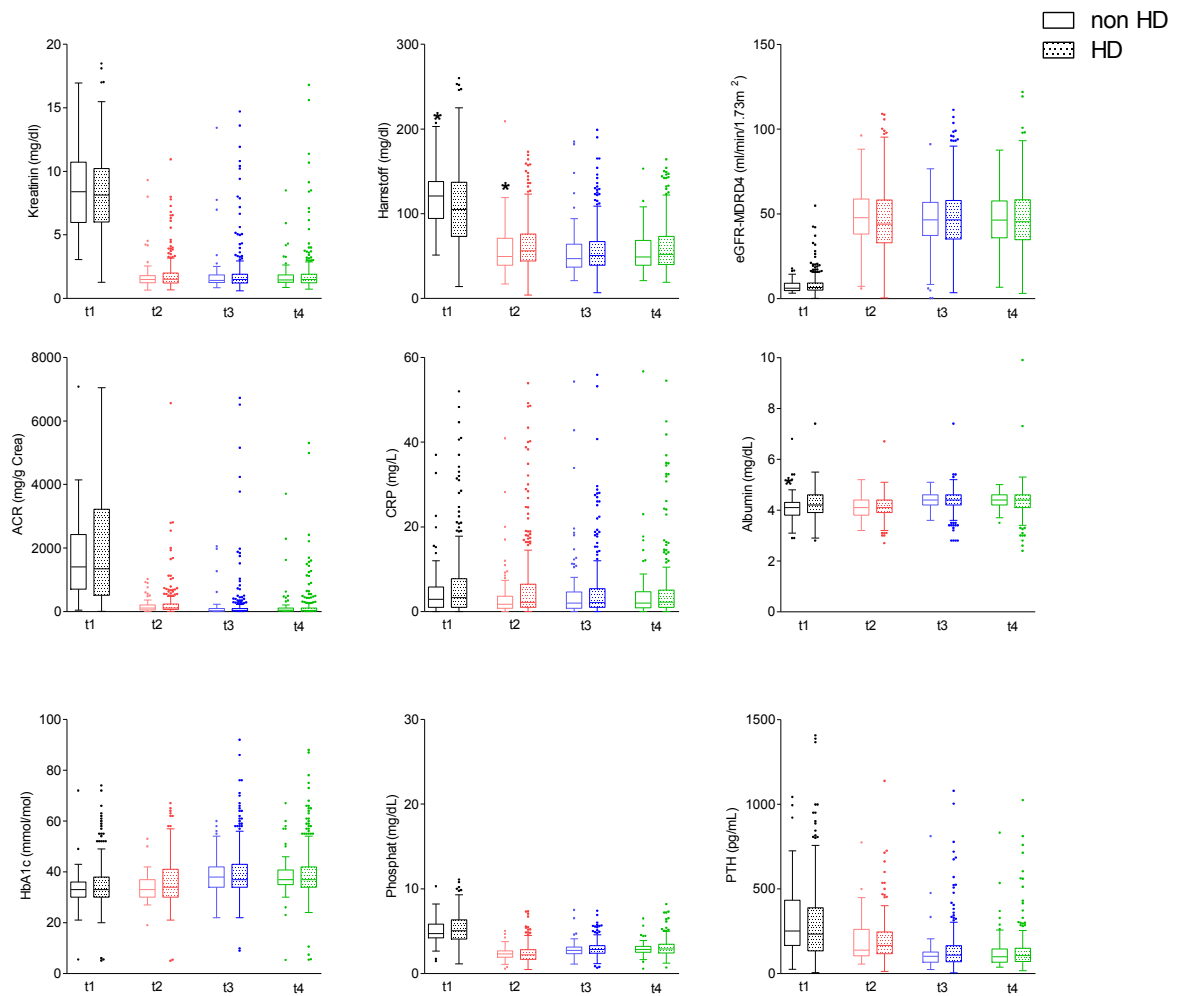 non HD
HD
Kreatinin (mg/dl)
20
15
10
5
0
t1 t2 t3 t4
Harnstoff (mg/dl)
300
200
100
0
*
*
t1 t2 t3 t4
eGFR-MDRD4 (ml/min/1.73m²)
150
100
50
0
t1 t2 t3 t4
ACR (mg/g Crea)
8000
6000
4000
2000
0
t1 t2 t3 t4
CRP (mg/L)
60
40
20
0
t1 t2 t3 t4
Albumin (mg/dL)
10
8
6
4
2
0
*
t1 t2 t3 t4
HbA1c (mmol/mol)
100
80
60
40
20
0
t1 t2 t3 t4
Phosphat (mg/dL)
30
20
10
0
t1 t2 t3 t4
PTH (pg/mL)
1500
1000
500
0
t1 t2 t3 t4